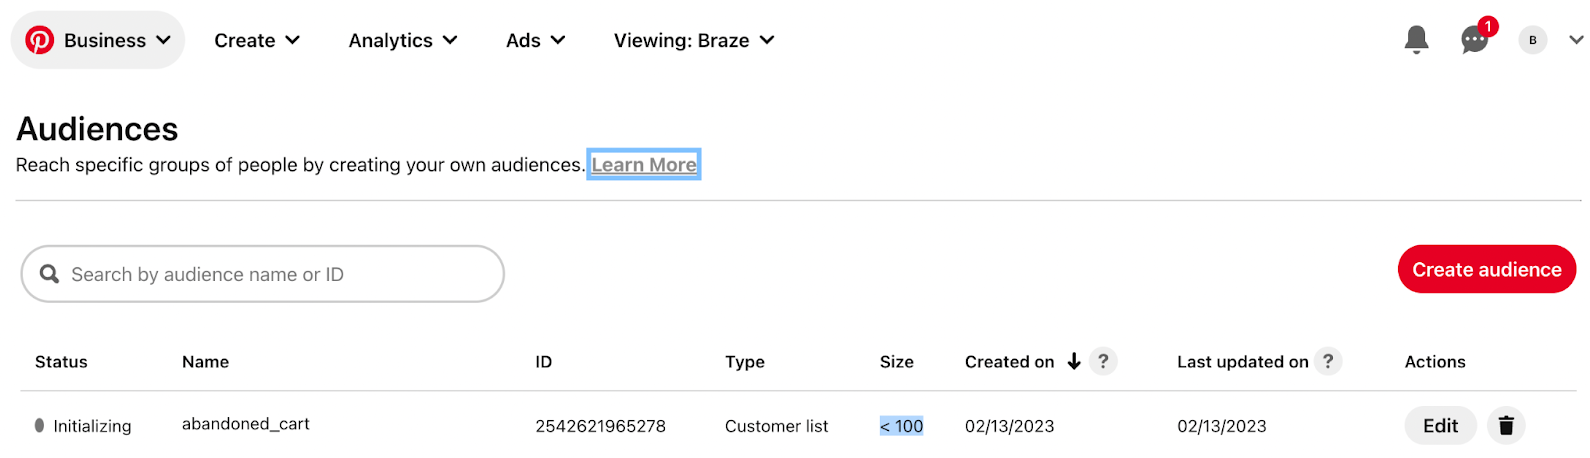 Business Create Analytics Ads Viewing: Braze 1 B
Audiences
Reach specific groups of people by creating your own audiences. Learn More
Search by audience name or ID Create audience
Status Name ID Type Size Created on ? Last updated on ? Actions
Initializing abandoned_cart 2542621965278 Customer list < 100 02/13/2023 02/13/2023 Edit